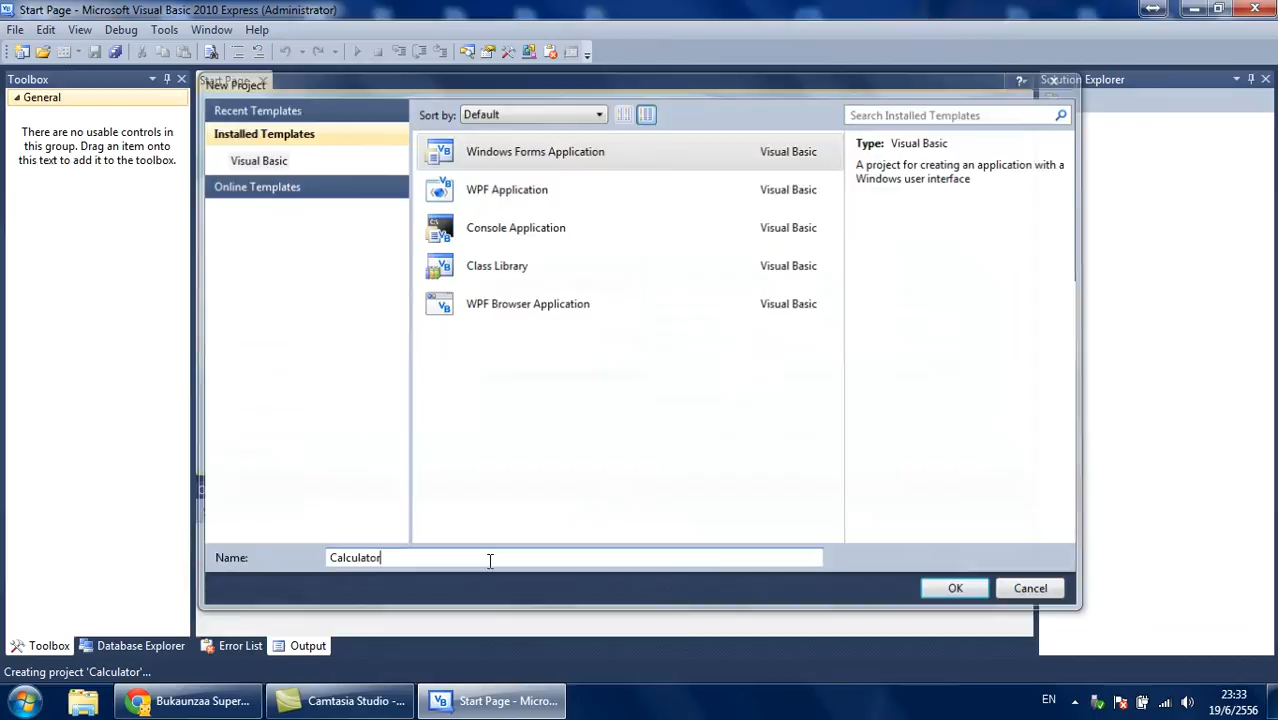 Start Page - Microsoft Visual Basic 2010 Express (Administrator)
File Edit View Debug Tools Window Help
Toolbox
General
There are no usable controls in
this group. Drag an item onto
this text to add it to the toolbox.
Start Page
New Project
Solution Explorer
Recent Templates
Installed Templates
Visual Basic
Online Templates
Sort by: Default
Search Installed Templates
Windows Forms Application Visual Basic
WPF Application Visual Basic
Console Application Visual Basic
Class Library Visual Basic
WPF Browser Application Visual Basic
Type: Visual Basic
A project for creating an application with a
Windows user interface
Name: Calculator
OK Cancel
Toolbox Database Explorer Error List Output
Creating project 'Calculator'...
Bukaunzaa Super... Camtasia Studio -... Start Page - Micro...
EN
23:33
19/6/2556